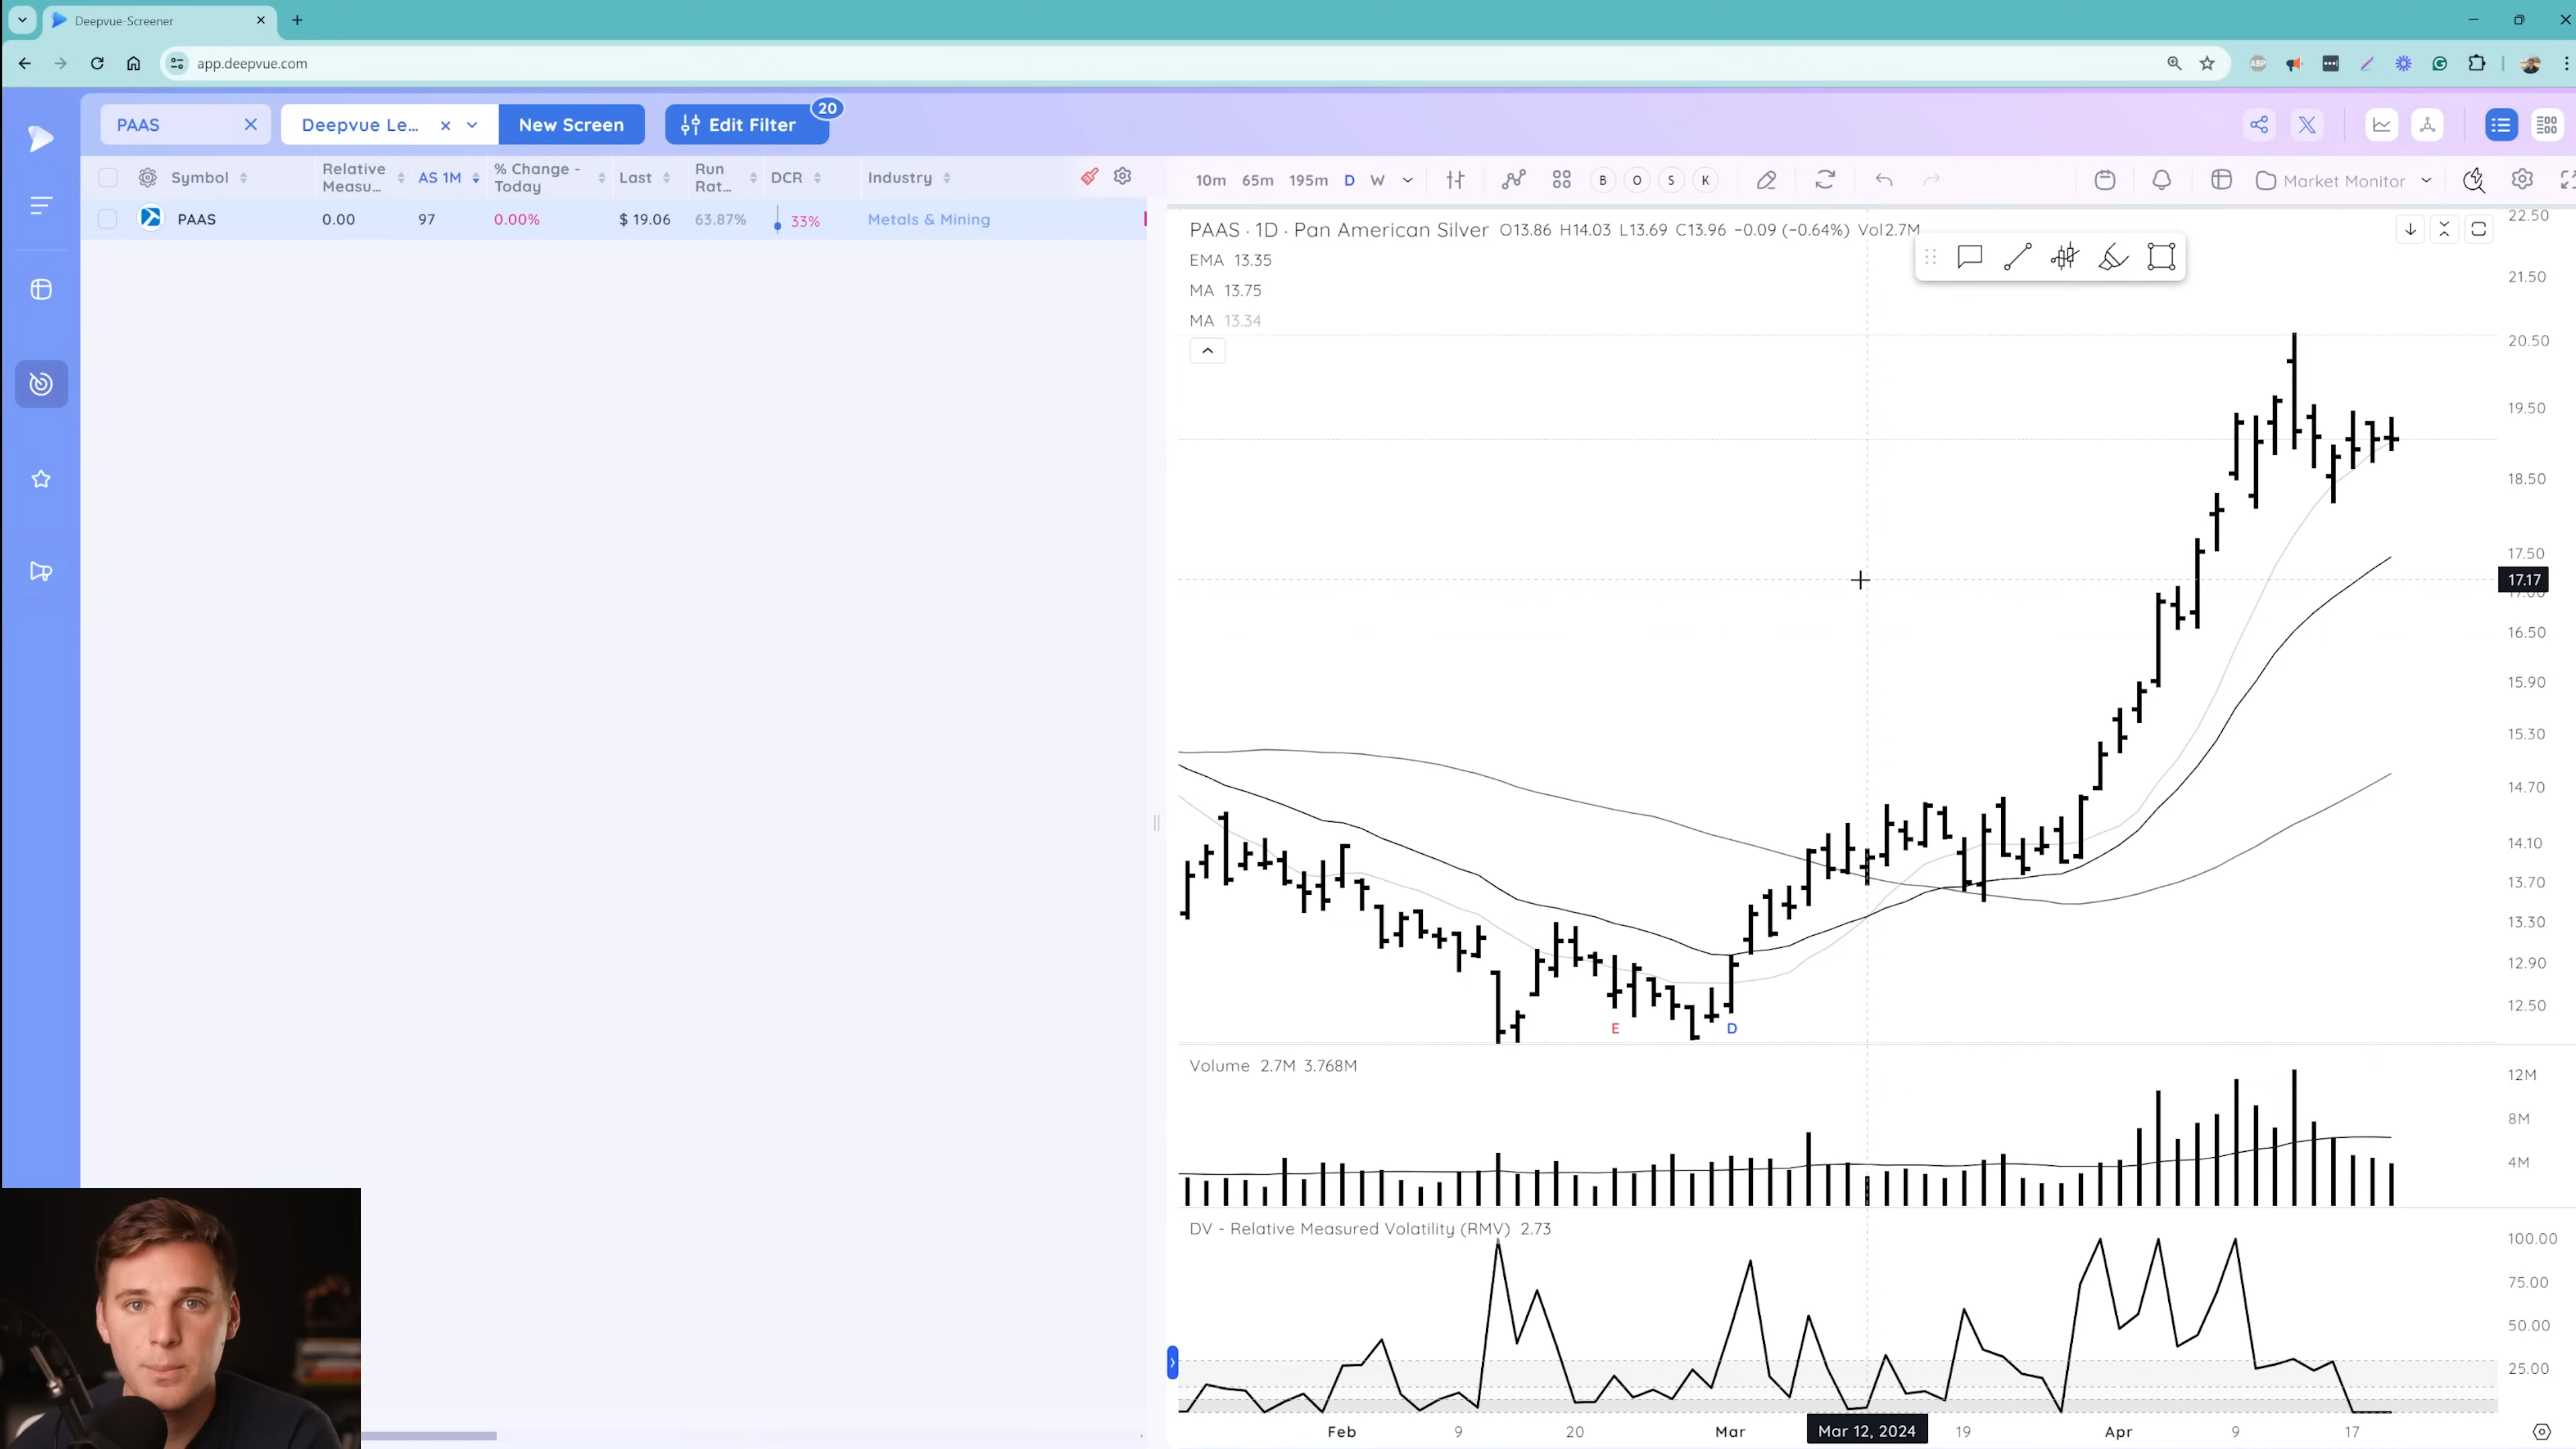 Deepvue-Screener
app.deepvue.com
ABP
PAAS
Deepvue Le...
New Screen
Edit Filter
20
Symbol
Relative Measu...
AS 1M
% Change - Today
Last
Run Rat...
DCR
Industry
PAAS
0.00
97
0.00%
$ 19.06
63.87%
33%
Metals & Mining
10m 65m 195m D W
B O S K
Market Monitor
PAAS · 1D · Pan American Silver O13.86 H14.03 L13.69 C13.96 −0.09 (−0.64%) Vol2.7M
EMA 13.35
MA 13.75
MA 13.34
22.50
21.50
20.50
19.50
18.50
17.50
17.17
17.00
16.50
15.90
15.30
14.70
14.10
13.70
13.30
12.90
12.50
E
D
Volume 2.7M 3.768M
12M
8M
4M
DV - Relative Measured Volatility (RMV) 2.73
100.00
75.00
50.00
25.00
Feb 9 20 Mar Mar 12, 2024 19 Apr 9 17